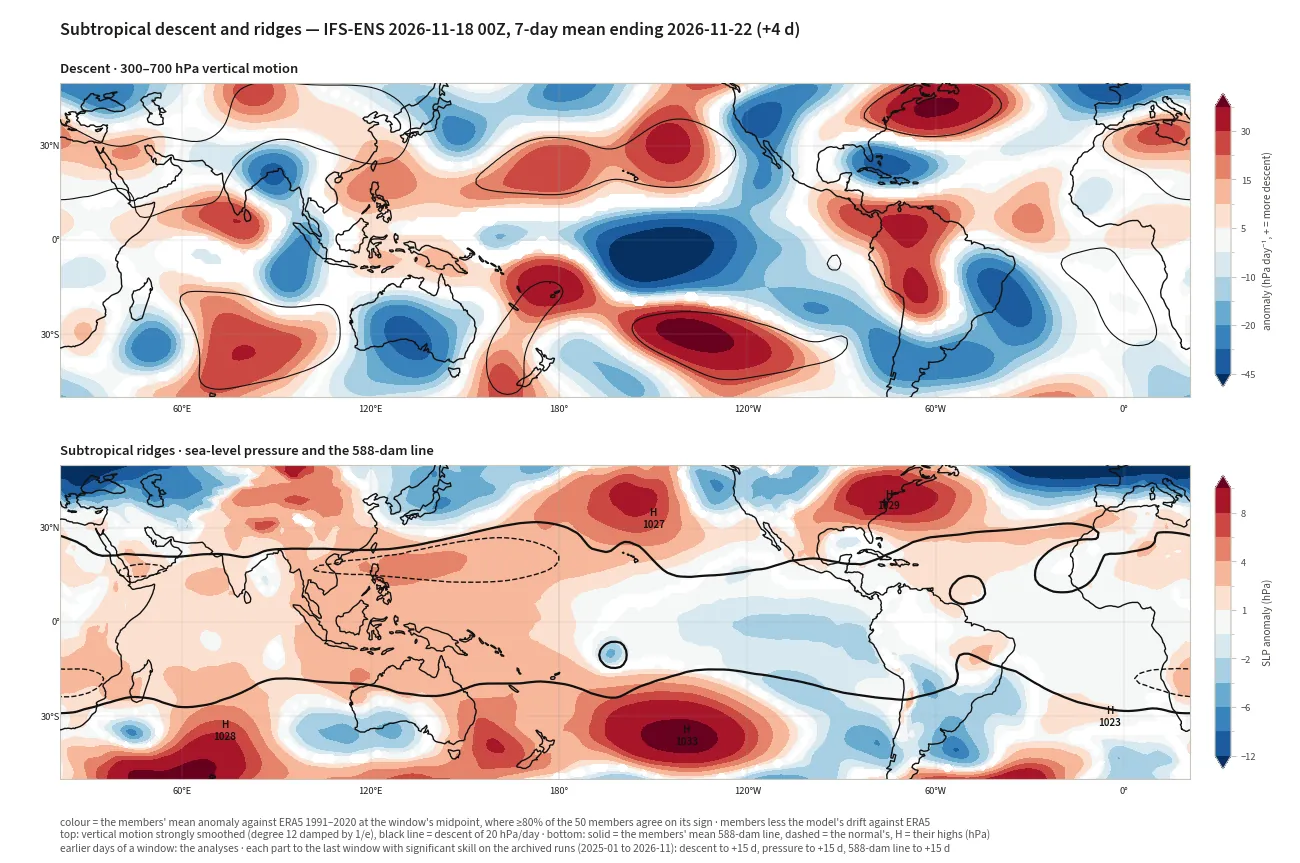 Subtropical descent and ridges — IFS-ENS 2026-11-18 00Z, 7-day mean ending 2026-11-22 (+4 d)
Descent · 300–700 hPa vertical motion
30°N
0°
30°S
60°E
120°E
180°
120°W
60°W
0°
30
15
5
−10
−20
−45
anomaly (hPa day⁻¹, + = more descent)
Subtropical ridges · sea-level pressure and the 588-dam line
H
1029
H
1027
H
1028
H
1033
H
1023
30°N
0°
30°S
60°E
120°E
180°
120°W
60°W
0°
8
4
1
−2
−6
−12
SLP anomaly (hPa)
colour = the members' mean anomaly against ERA5 1991–2020 at the window's midpoint, where ≥80% of the 50 members agree on its sign · members less the model's drift against ERA5
top: vertical motion strongly smoothed (degree 12 damped by 1/e), black line = descent of 20 hPa/day · bottom: solid = the members' mean 588-dam line, dashed = the normal's, H = their highs (hPa)
earlier days of a window: the analyses · each part to the last window with significant skill on the archived runs (2025-01 to 2026-11): descent to +15 d, pressure to +15 d, 588-dam line to +15 d